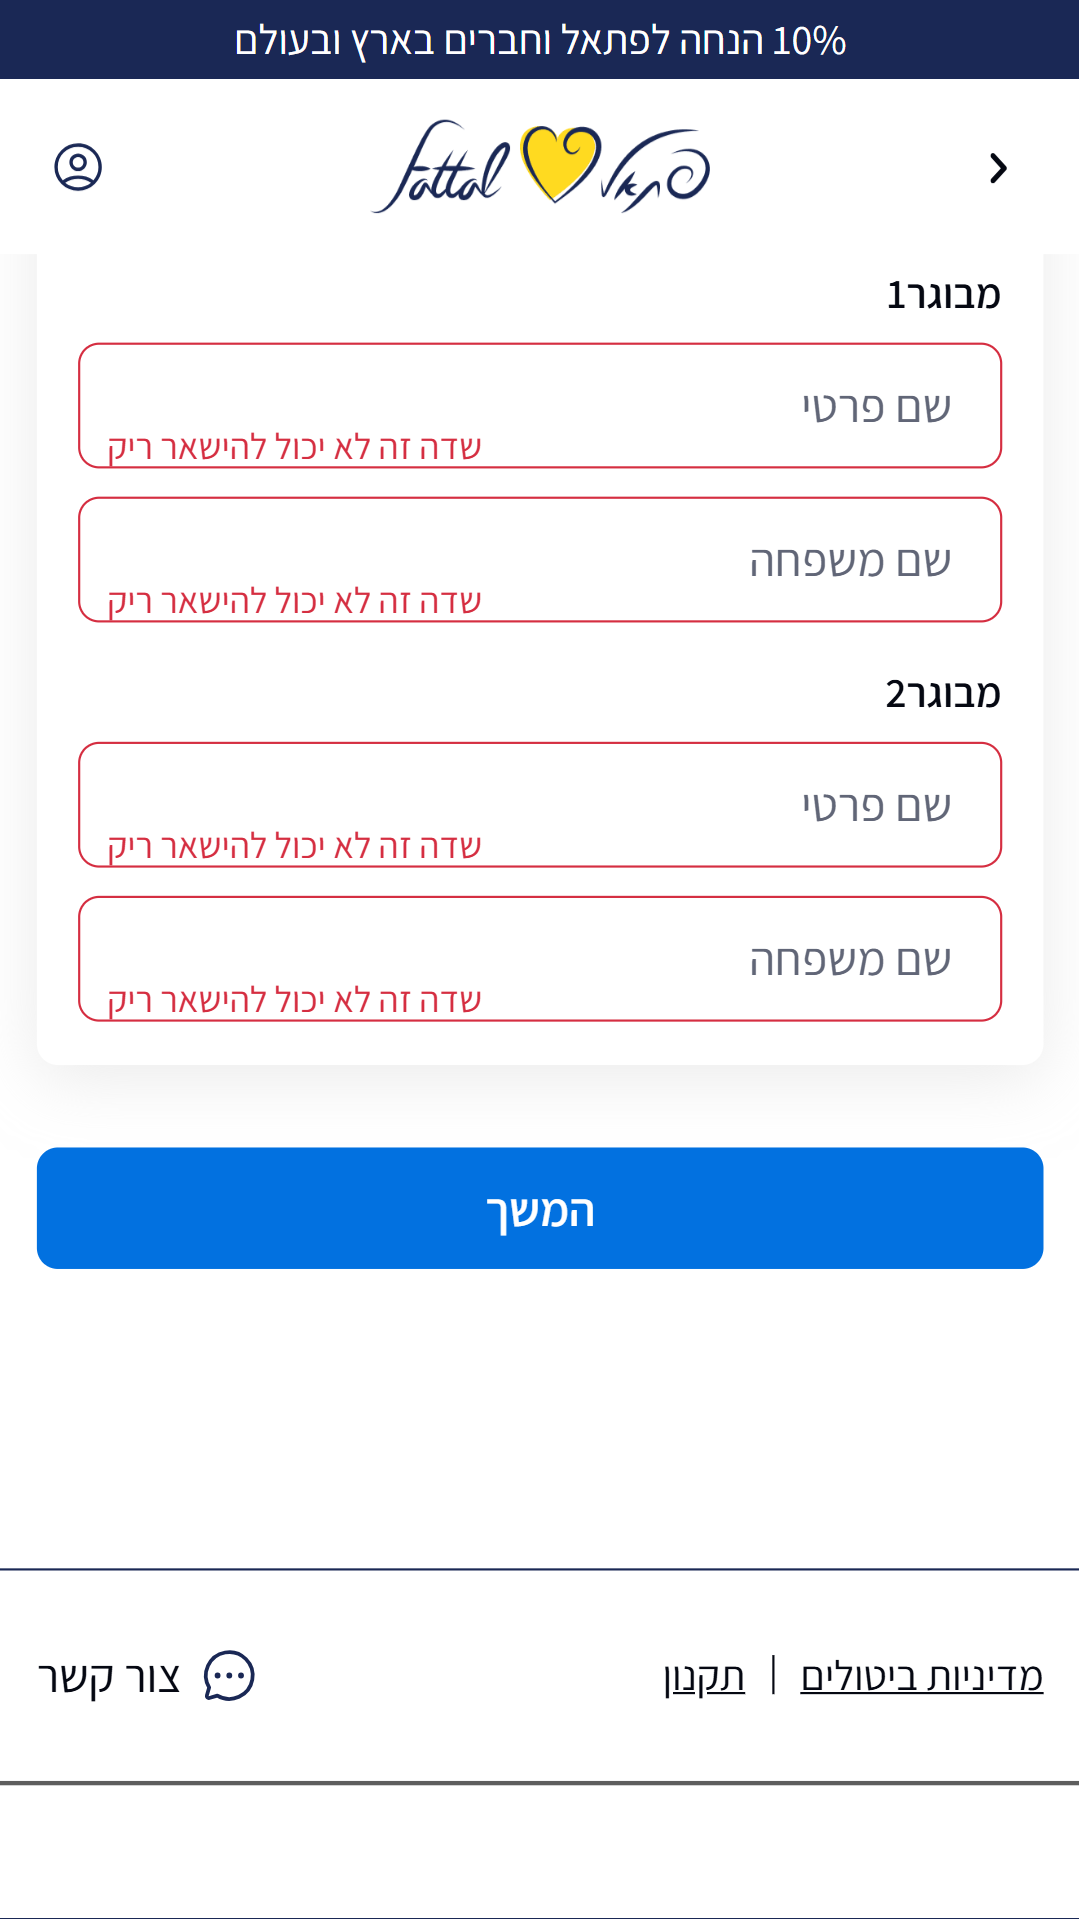 10% הנחה לפתאל וחברים בארץ ובעולם
פתאל fattal
מבוגר1
שם פרטי
שדה זה לא יכול להישאר ריק
שם משפחה
שדה זה לא יכול להישאר ריק
מבוגר2
שם פרטי
שדה זה לא יכול להישאר ריק
שם משפחה
שדה זה לא יכול להישאר ריק
המשך
מדיניות ביטולים | תקנון צור קשר